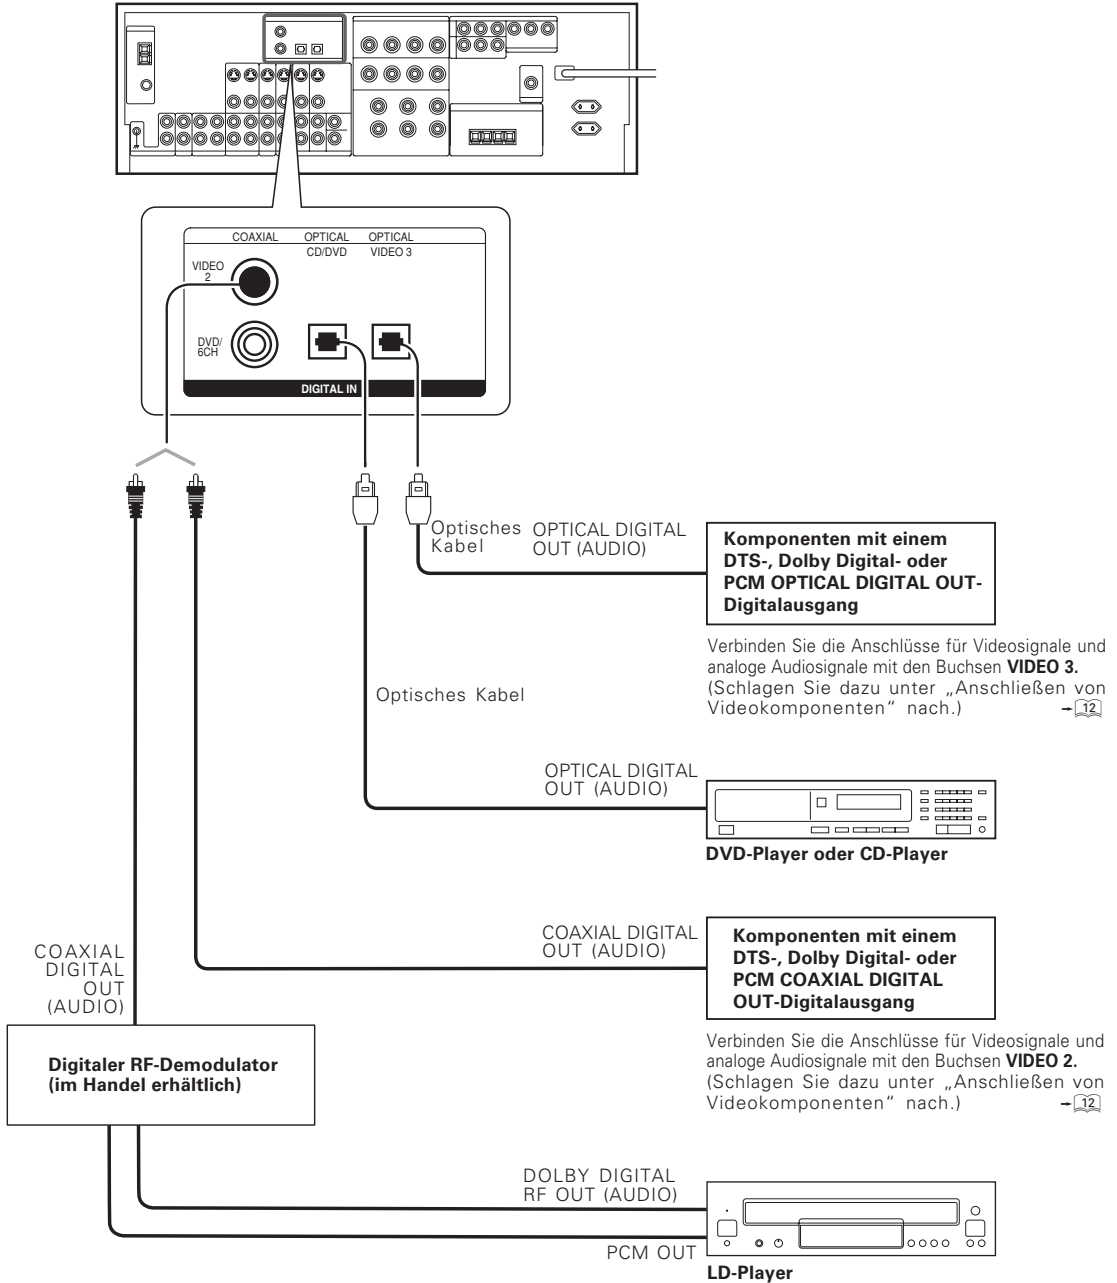 COAXIAL OPTICAL OPTICAL
CD/DVD VIDEO 3
VIDEO
2
DVD/
6CH
DIGITAL IN
Optisches
Kabel
OPTICAL DIGITAL
OUT (AUDIO)
Komponenten mit einem
DTS-, Dolby Digital- oder
PCM OPTICAL DIGITAL OUT-
Digitalausgang
Verbinden Sie die Anschlüsse für Videosignale und
analoge Audiosignale mit den Buchsen VIDEO 3.
(Schlagen Sie dazu unter „Anschließen von
Videokomponenten“ nach.) → 12
Optisches Kabel
OPTICAL DIGITAL
OUT (AUDIO)
DVD-Player oder CD-Player
COAXIAL DIGITAL
OUT (AUDIO)
Komponenten mit einem
DTS-, Dolby Digital- oder
PCM COAXIAL DIGITAL
OUT-Digitalausgang
COAXIAL
DIGITAL
OUT
(AUDIO)
Verbinden Sie die Anschlüsse für Videosignale und
analoge Audiosignale mit den Buchsen VIDEO 2.
(Schlagen Sie dazu unter „Anschließen von
Videokomponenten“ nach.) → 12
Digitaler RF-Demodulator
(im Handel erhältlich)
DOLBY DIGITAL
RF OUT (AUDIO)
PCM OUT
LD-Player